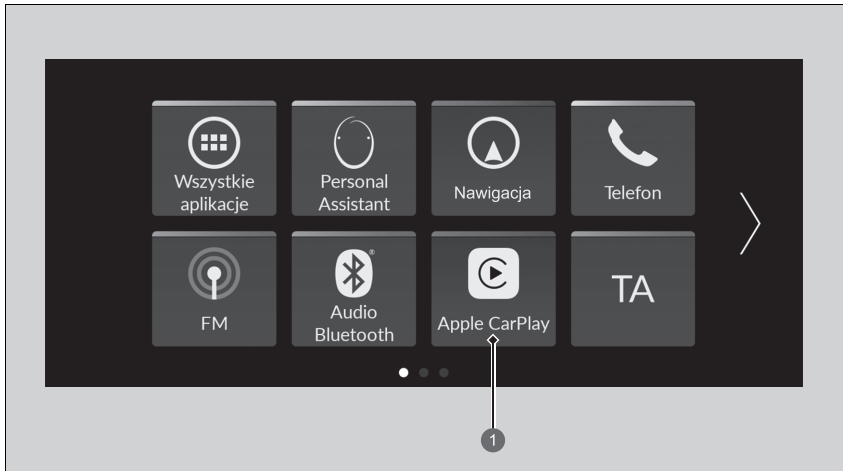 Wszystkie
aplikacje
Personal
Assistant
Nawigacja
Telefon
FM
®
Audio
Bluetooth
Apple CarPlay
TA
1